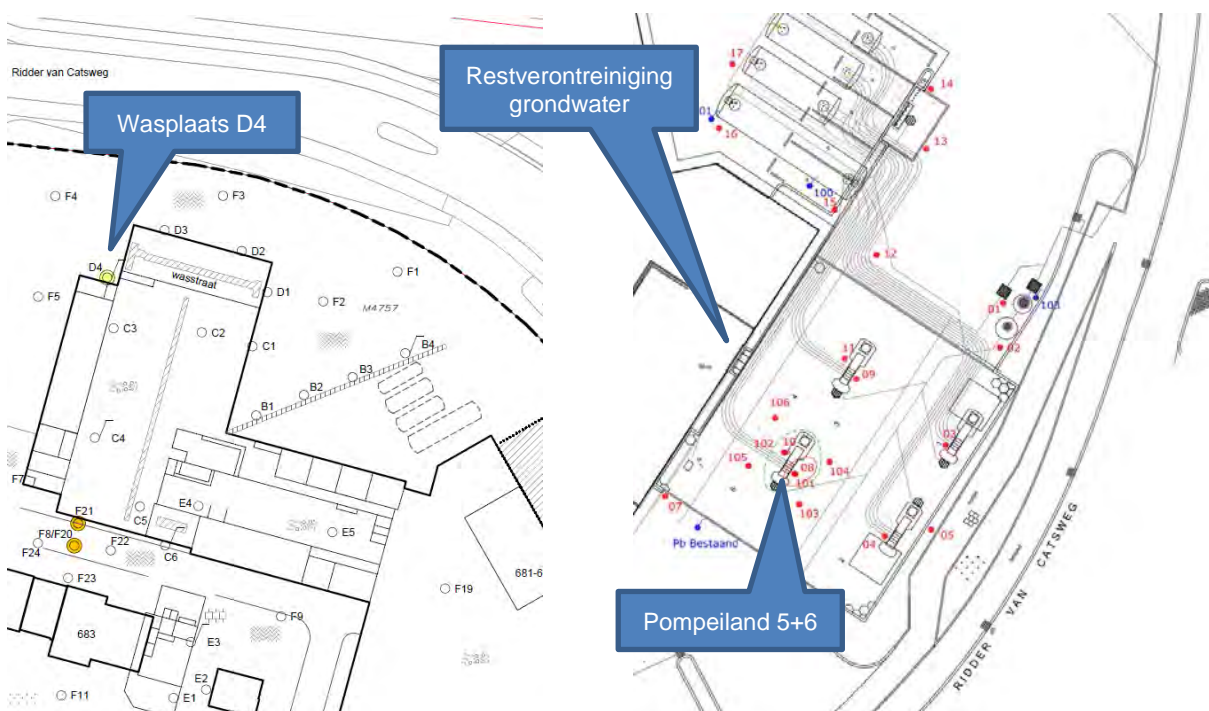 Ridder van Catsweg
Wasplaats D4
F4
F3
D3
D2
D4
wasstraat
F1
F5
D1
F2
M4757
C3
C2
C1
B4
B3
B2
B1
C4
F7
E4
C5
F21
E5
F8/F20
F22
C6
F24
F23
681-6
F19
683
F9
E3
E2
F11
E1
Restverontreiniging
grondwater
17
14
01
16
13
100
15
12
01
103
02
11
09
106
03
102
10
105
08
104
101
07
103
Pb Bestaand
04
05
Pompeiland 5+6
RIDDER VAN CATSWEG